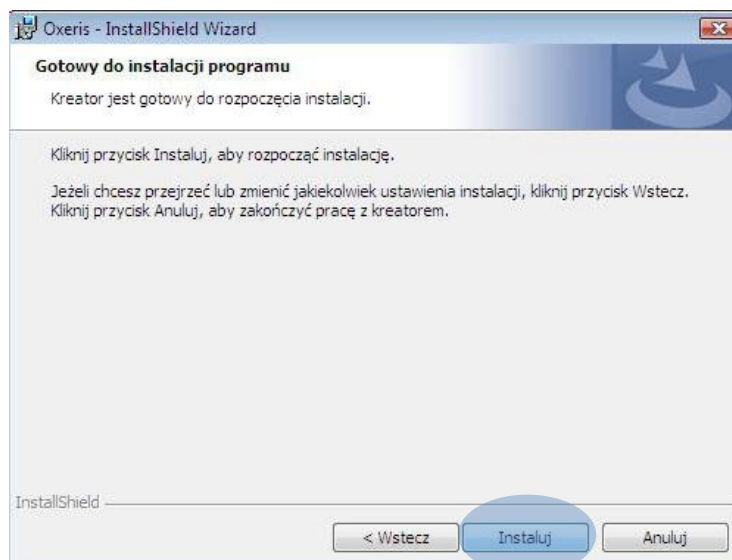 Oxeris - InstallShield Wizard
Gotowy do instalacji programu
Kreator jest gotowy do rozpoczęcia instalacji.
Kliknij przycisk Instaluj, aby rozpocząć instalację.
Jeżeli chcesz przejrzeć lub zmienić jakiekolwiek ustawienia instalacji, kliknij przycisk Wstecz.
Kliknij przycisk Anuluj, aby zakończyć pracę z kreatorem.
InstallShield
< Wstecz Instaluj Anuluj